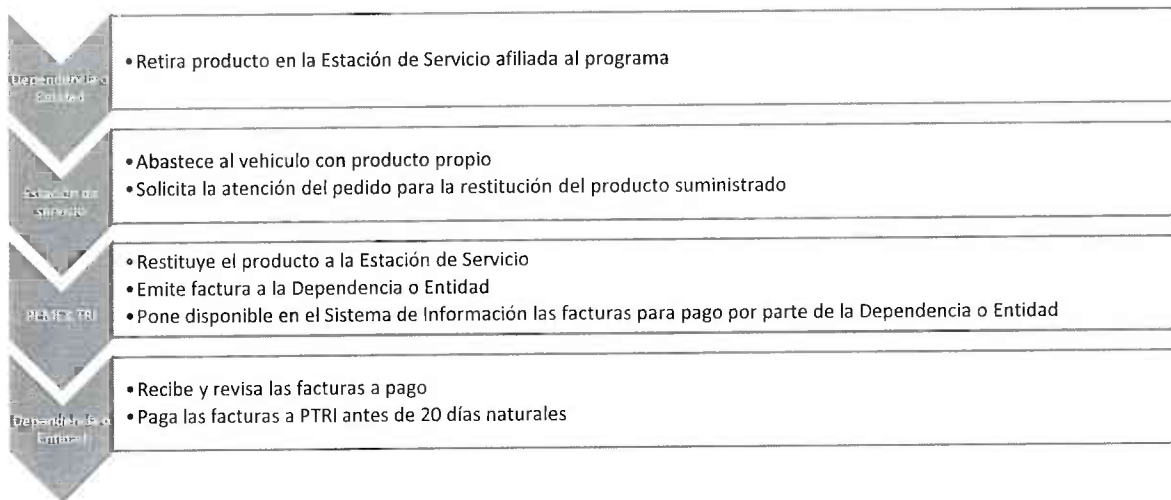 Dependencia o
Entidad
• Retira producto en la Estación de Servicio afiliada al programa
Estación de
servicio
• Abastece al vehiculo con producto propio
• Solicita la atención del pedido para la restitución del producto suministrado
PEMEX TRI
• Restituye el producto a la Estación de Servicio
• Emite factura a la Dependencia o Entidad
• Pone disponible en el Sistema de Información las facturas para pago por parte de la Dependencia o Entidad
Dependencia o
Entidad
• Recibe y revisa las facturas a pago
• Paga las facturas a PTRI antes de 20 días naturales